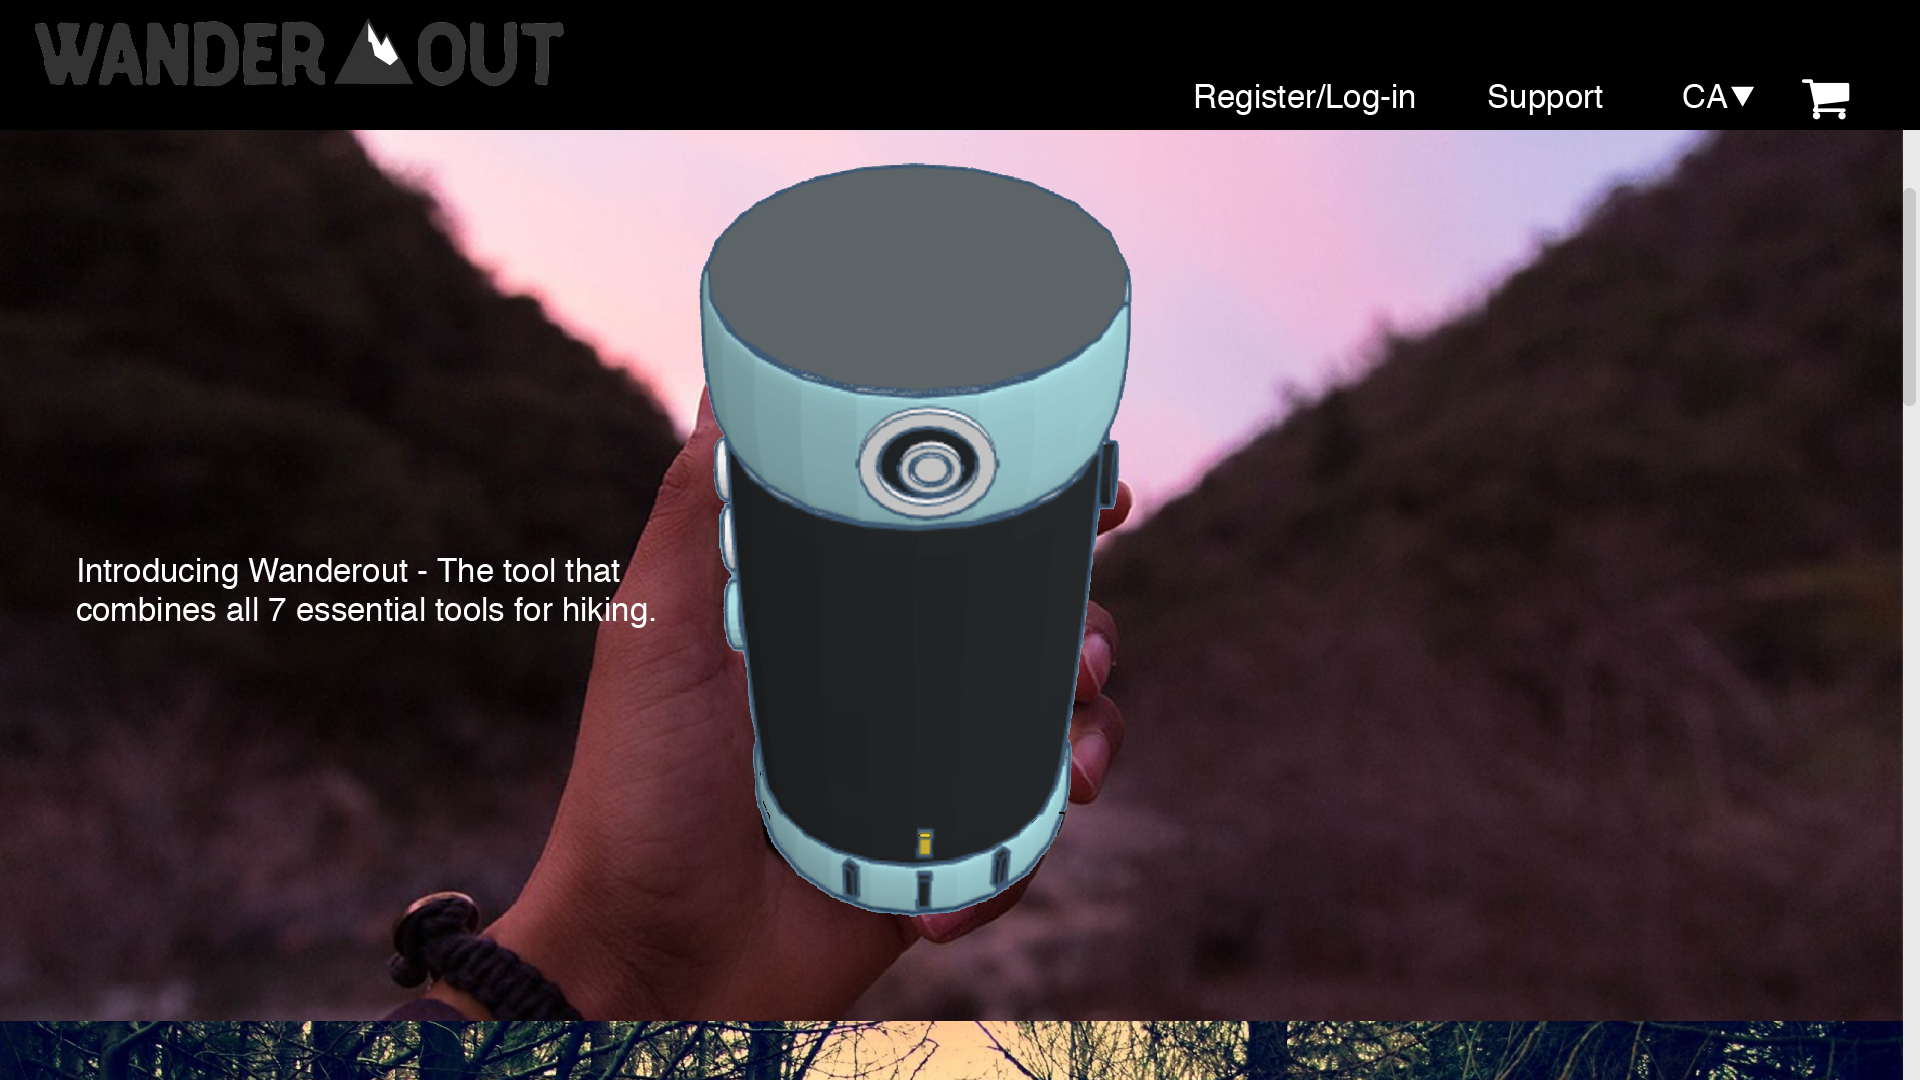 WANDER OUT
Register/Log-in
Support
CA▼
Introducing Wanderout - The tool that
combines all 7 essential tools for hiking.